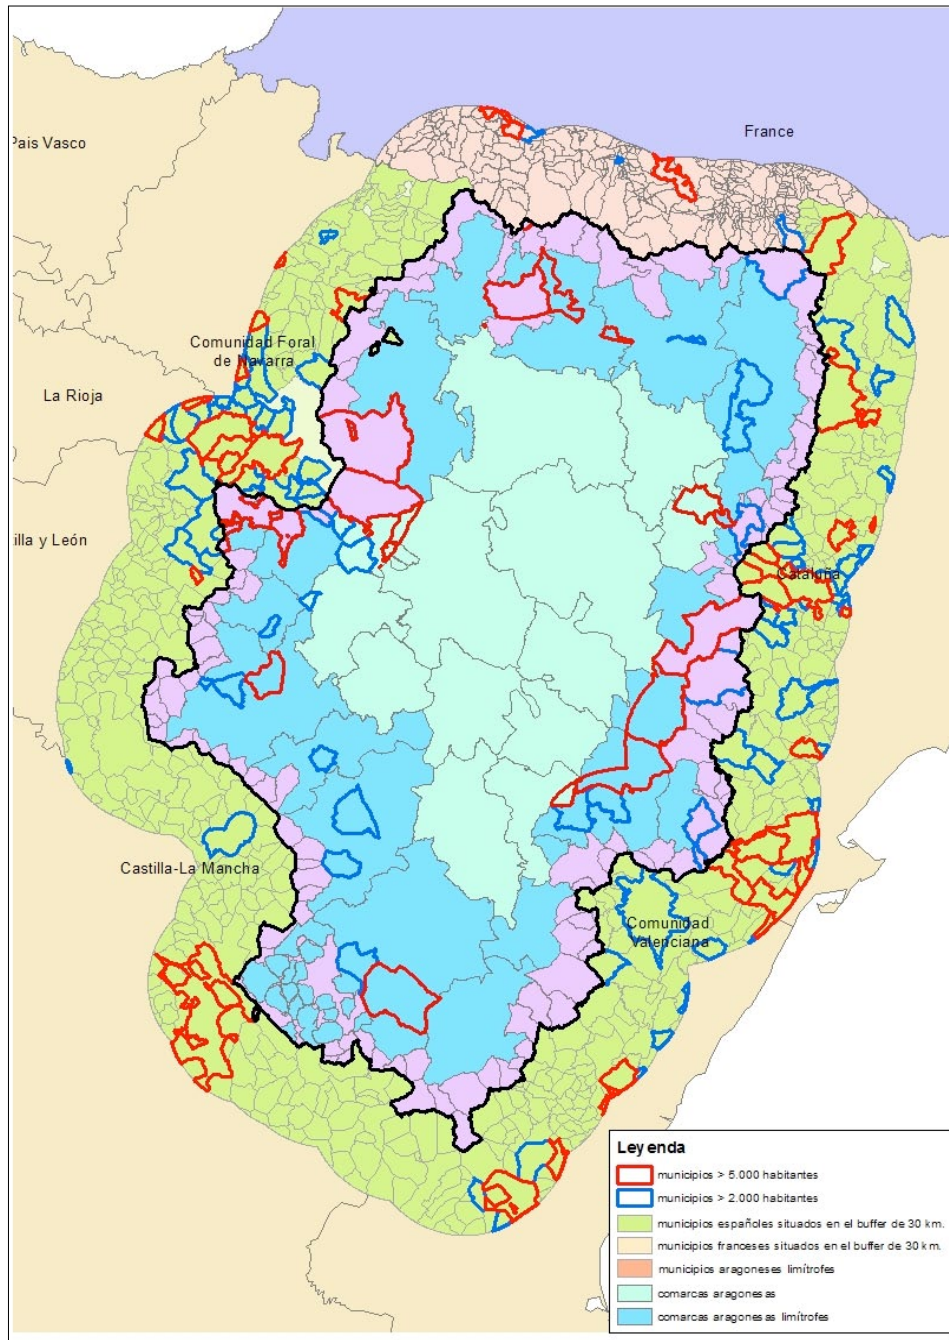 France
Pais Vasco
Comunidad Foral
de Navarra
La Rioja
illa y León
Cataluña
Castilla-La Mancha
Comunidad
Valenciana
Leyenda
municipios > 5.000 habitantes
municipios > 2.000 habitantes
municipios españoles situados en el buffer de 30 km.
municipios franceses situados en el buffer de 30 km.
municipios aragoneses limítrofes
comarcas aragonesas
comarcas aragonesas limítrofes